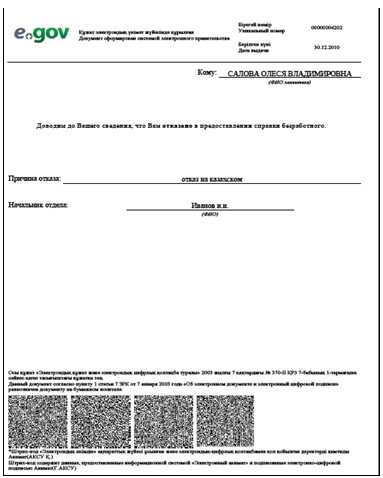 e.gov
Құжат электрондық үкімет жүйесінде құрылған
Документ сформирован системой электронного правительства
Бірегей нөмір
Уникальный номер
00000004202
Берілген күні
Дата выдачи
30.12.2010
Кому: САЛОВА ОЛЕСЯ ВЛАДИМИРОВНА
(ФИО заявителя)
Доводим до Вашего сведения, что Вам отказано в предоставлении справки безработного.
Причина отказа: отказ на казахском
Начальник отдела: Иванов и.и.
(ФИО)
Осы құжат «Электрондық құжат және электрондық цифрлық қолтаңба туралы» 2003 жылғы 7 қаңтардағы № 370-II ҚРЗ 7-бабының 1-тармағына
сәйкес қағаз тасығыштағы құжатқа тең.
Данный документ согласно пункту 1 статьи 7 ЗРК от 7 января 2003 года «Об электронном документе и электронной цифровой подписи»
равнозначен документу на бумажном носителе.
*Штрих-код «Электрондық әкімдік» ақпараттық жүйесі ұсынған және электрондық-цифрлық қолтаңбамен қол қойылған деректерді қамтиды
Әкімат(АКСУ Қ.)
Штрих-код содержит данные, предоставленные информационной системой «Электронный акимат» и подписанные электронно-цифровой
подписью Акимат(Г.АКСУ)